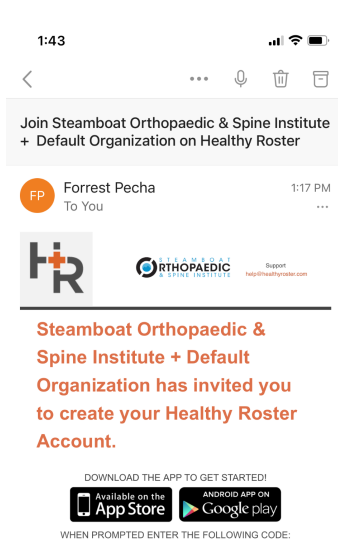 1:43
Join Steamboat Orthopaedic & Spine Institute
+ Default Organization on Healthy Roster
FP
Forrest Pecha
1:17 PM
To You
HR
STEAMBOAT
ORTHOPAEDIC
& SPINE INSTITUTE
Support
help@healthyroster.com
Steamboat Orthopaedic &
Spine Institute + Default
Organization has invited you
to create your Healthy Roster
Account.
DOWNLOAD THE APP TO GET STARTED!
Available on the
App Store
ANDROID APP ON
Google play
WHEN PROMPTED ENTER THE FOLLOWING CODE: